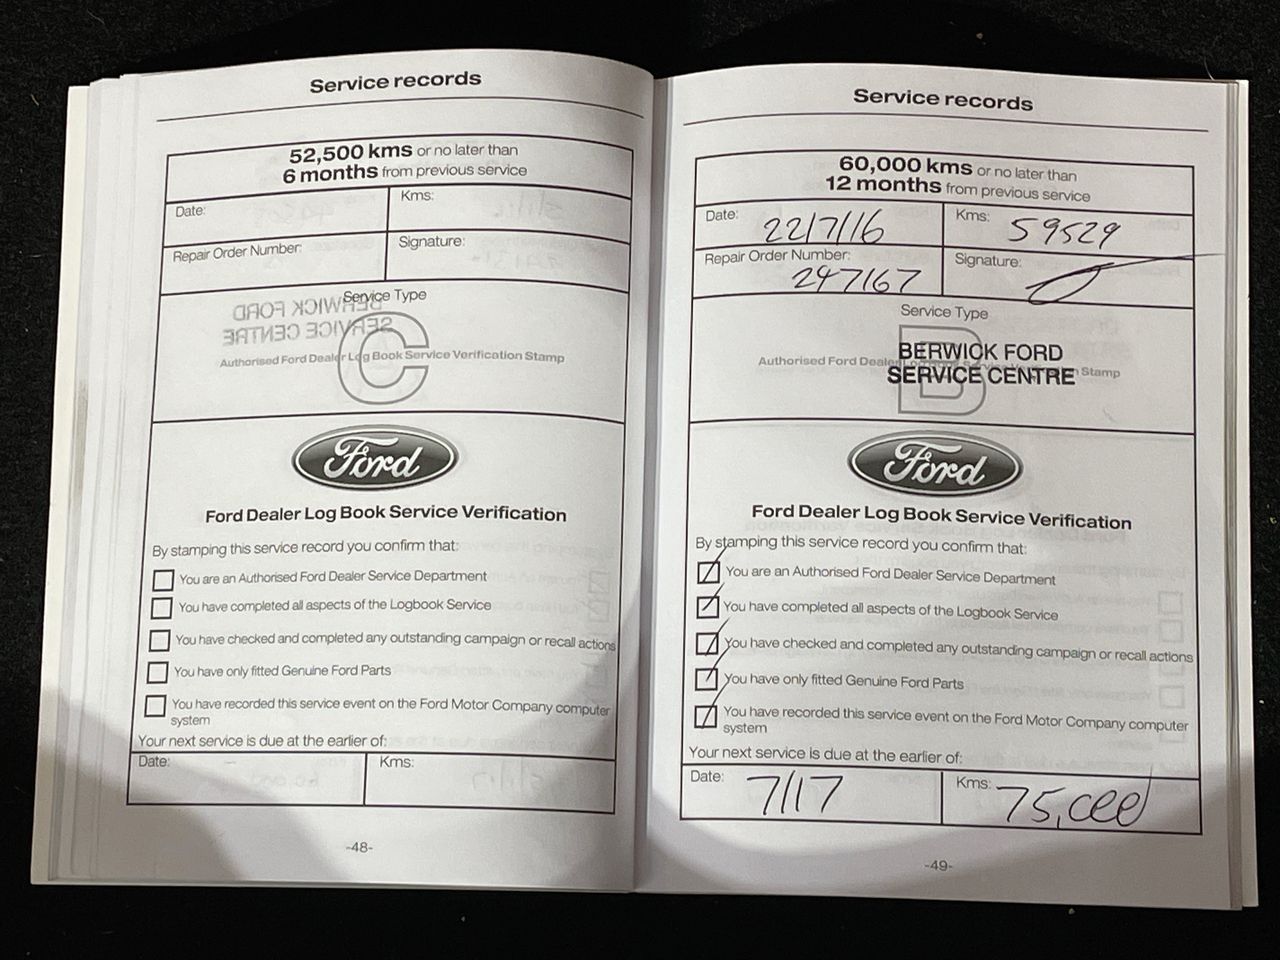 Service records
52,500 kms or no later than
6 months from previous service
Date:
Kms:
Repair Order Number:
Signature:
Service Type
BERWICK FORD
SERVICE CENTRE
C
Authorised Ford Dealer Log Book Service Verification Stamp
Ford
Ford Dealer Log Book Service Verification
By stamping this service record you confirm that:
You are an Authorised Ford Dealer Service Department
You have completed all aspects of the Logbook Service
You have checked and completed any outstanding campaign or recall actions
You have only fitted Genuine Ford Parts
You have recorded this service event on the Ford Motor Company computer
system
Your next service is due at the earlier of:
Date:
Kms:
-48-
Service records
60,000 kms or no later than
12 months from previous service
Date: 22/7/16
Kms: 59529
Repair Order Number: 247167
Signature:
Service Type
B
BERWICK FORD
SERVICE CENTRE
Authorised Ford Dealer Service Stamp
Ford
Ford Dealer Log Book Service Verification
By stamping this service record you confirm that:
You are an Authorised Ford Dealer Service Department
You have completed all aspects of the Logbook Service
You have checked and completed any outstanding campaign or recall actions
You have only fitted Genuine Ford Parts
You have recorded this service event on the Ford Motor Company computer
system
Your next service is due at the earlier of:
Date: 7/17
Kms: 75,000
-49-